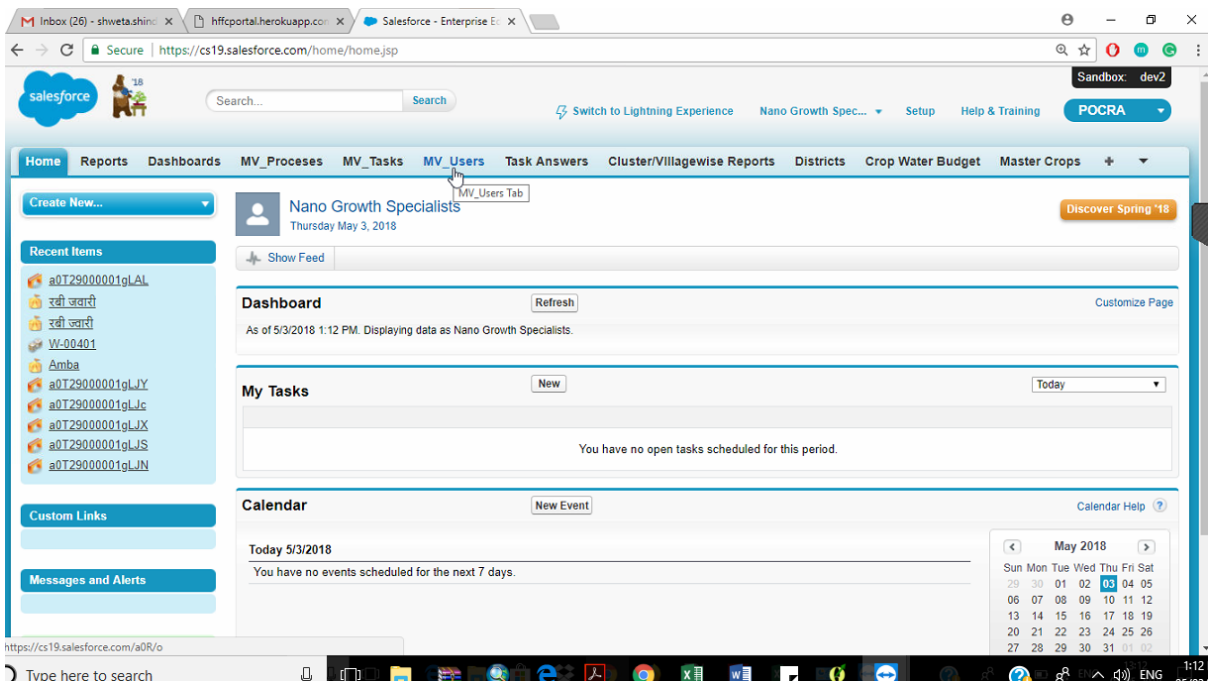 Inbox (26) - shweta.shind
hffcportal.herokuapp.con
Salesforce - Enterprise Ec
Secure | https://cs19.salesforce.com/home/home.jsp
Sandbox: dev2
salesforce
'18
Search...
Search
Switch to Lightning Experience
Nano Growth Spec...
Setup
Help & Training
POCRA
Home Reports Dashboards MV_Proceses MV_Tasks MV_Users Task Answers Cluster/Villagewise Reports Districts Crop Water Budget Master Crops +
MV_Users Tab
Create New...
Nano Growth Specialists
Thursday May 3, 2018
Discover Spring '18
Recent Items
a0T29000001gLAL
रबी जवारी
रबी ज्वारी
W-00401
Amba
a0T29000001gLJY
a0T29000001gLJc
a0T29000001gLJX
a0T29000001gLJS
a0T29000001gLJN
Custom Links
Messages and Alerts
Show Feed
Dashboard
Refresh
Customize Page
As of 5/3/2018 1:12 PM. Displaying data as Nano Growth Specialists.
My Tasks
New
Today
You have no open tasks scheduled for this period.
Calendar
New Event
Calendar Help ?
Today 5/3/2018
You have no events scheduled for the next 7 days.
May 2018
Sun Mon Tue Wed Thu Fri Sat
29 30 01 02 03 04 05
06 07 08 09 10 11 12
13 14 15 16 17 18 19
20 21 22 23 24 25 26
27 28 29 30 31 01 02
https://cs19.salesforce.com/a0R/o
Type here to search
ENG
1:12